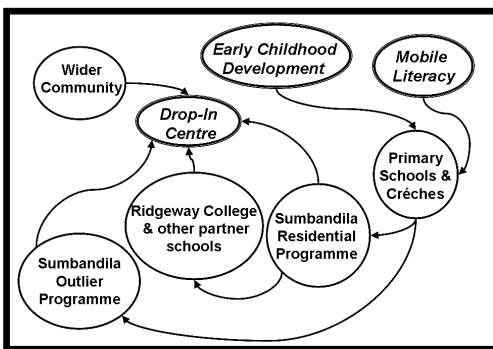 Wider
Community
Early Childhood
Development
Mobile
Literacy
Drop-In
Centre
Primary
Schools &
Créches
Ridgeway College
& other partner
schools
Sumbandila
Residential
Programme
Sumbandila
Outlier
Programme